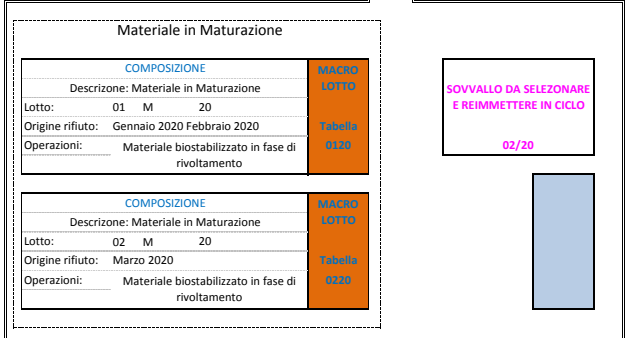 Materiale in Maturazione
COMPOSIZIONE
MACRO LOTTO
Descrizone: Materiale in Maturazione
Lotto: 01 M 20
Origine rifiuto: Gennaio 2020 Febbraio 2020
Tabella
Operazioni: Materiale biostabilizzato in fase di rivoltamento
0120
COMPOSIZIONE
MACRO LOTTO
Descrizone: Materiale in Maturazione
Lotto: 02 M 20
Origine rifiuto: Marzo 2020
Tabella
Operazioni: Materiale biostabilizzato in fase di rivoltamento
0220
SOVVALLO DA SELEZONARE
E REIMMETTERE IN CICLO
02/20